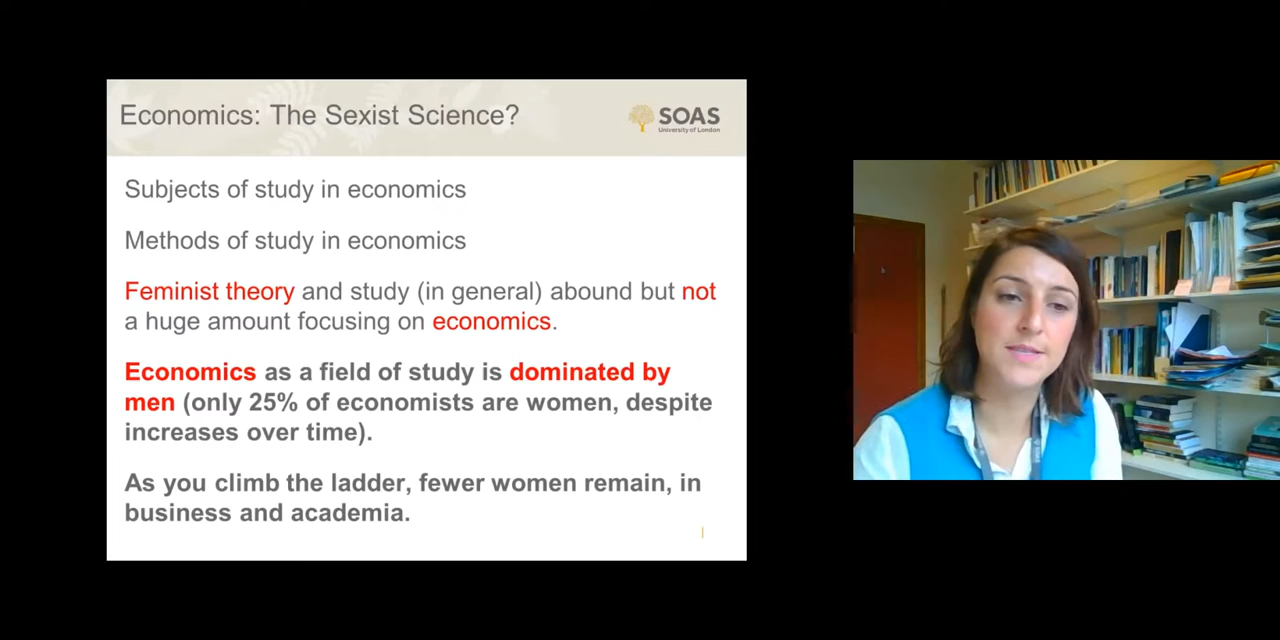 Economics: The Sexist Science?
SOAS
University of London
Subjects of study in economics
Methods of study in economics
Feminist theory and study (in general) abound but not
a huge amount focusing on economics.
Economics as a field of study is dominated by
men (only 25% of economists are women, despite
increases over time).
As you climb the ladder, fewer women remain, in
business and academia.